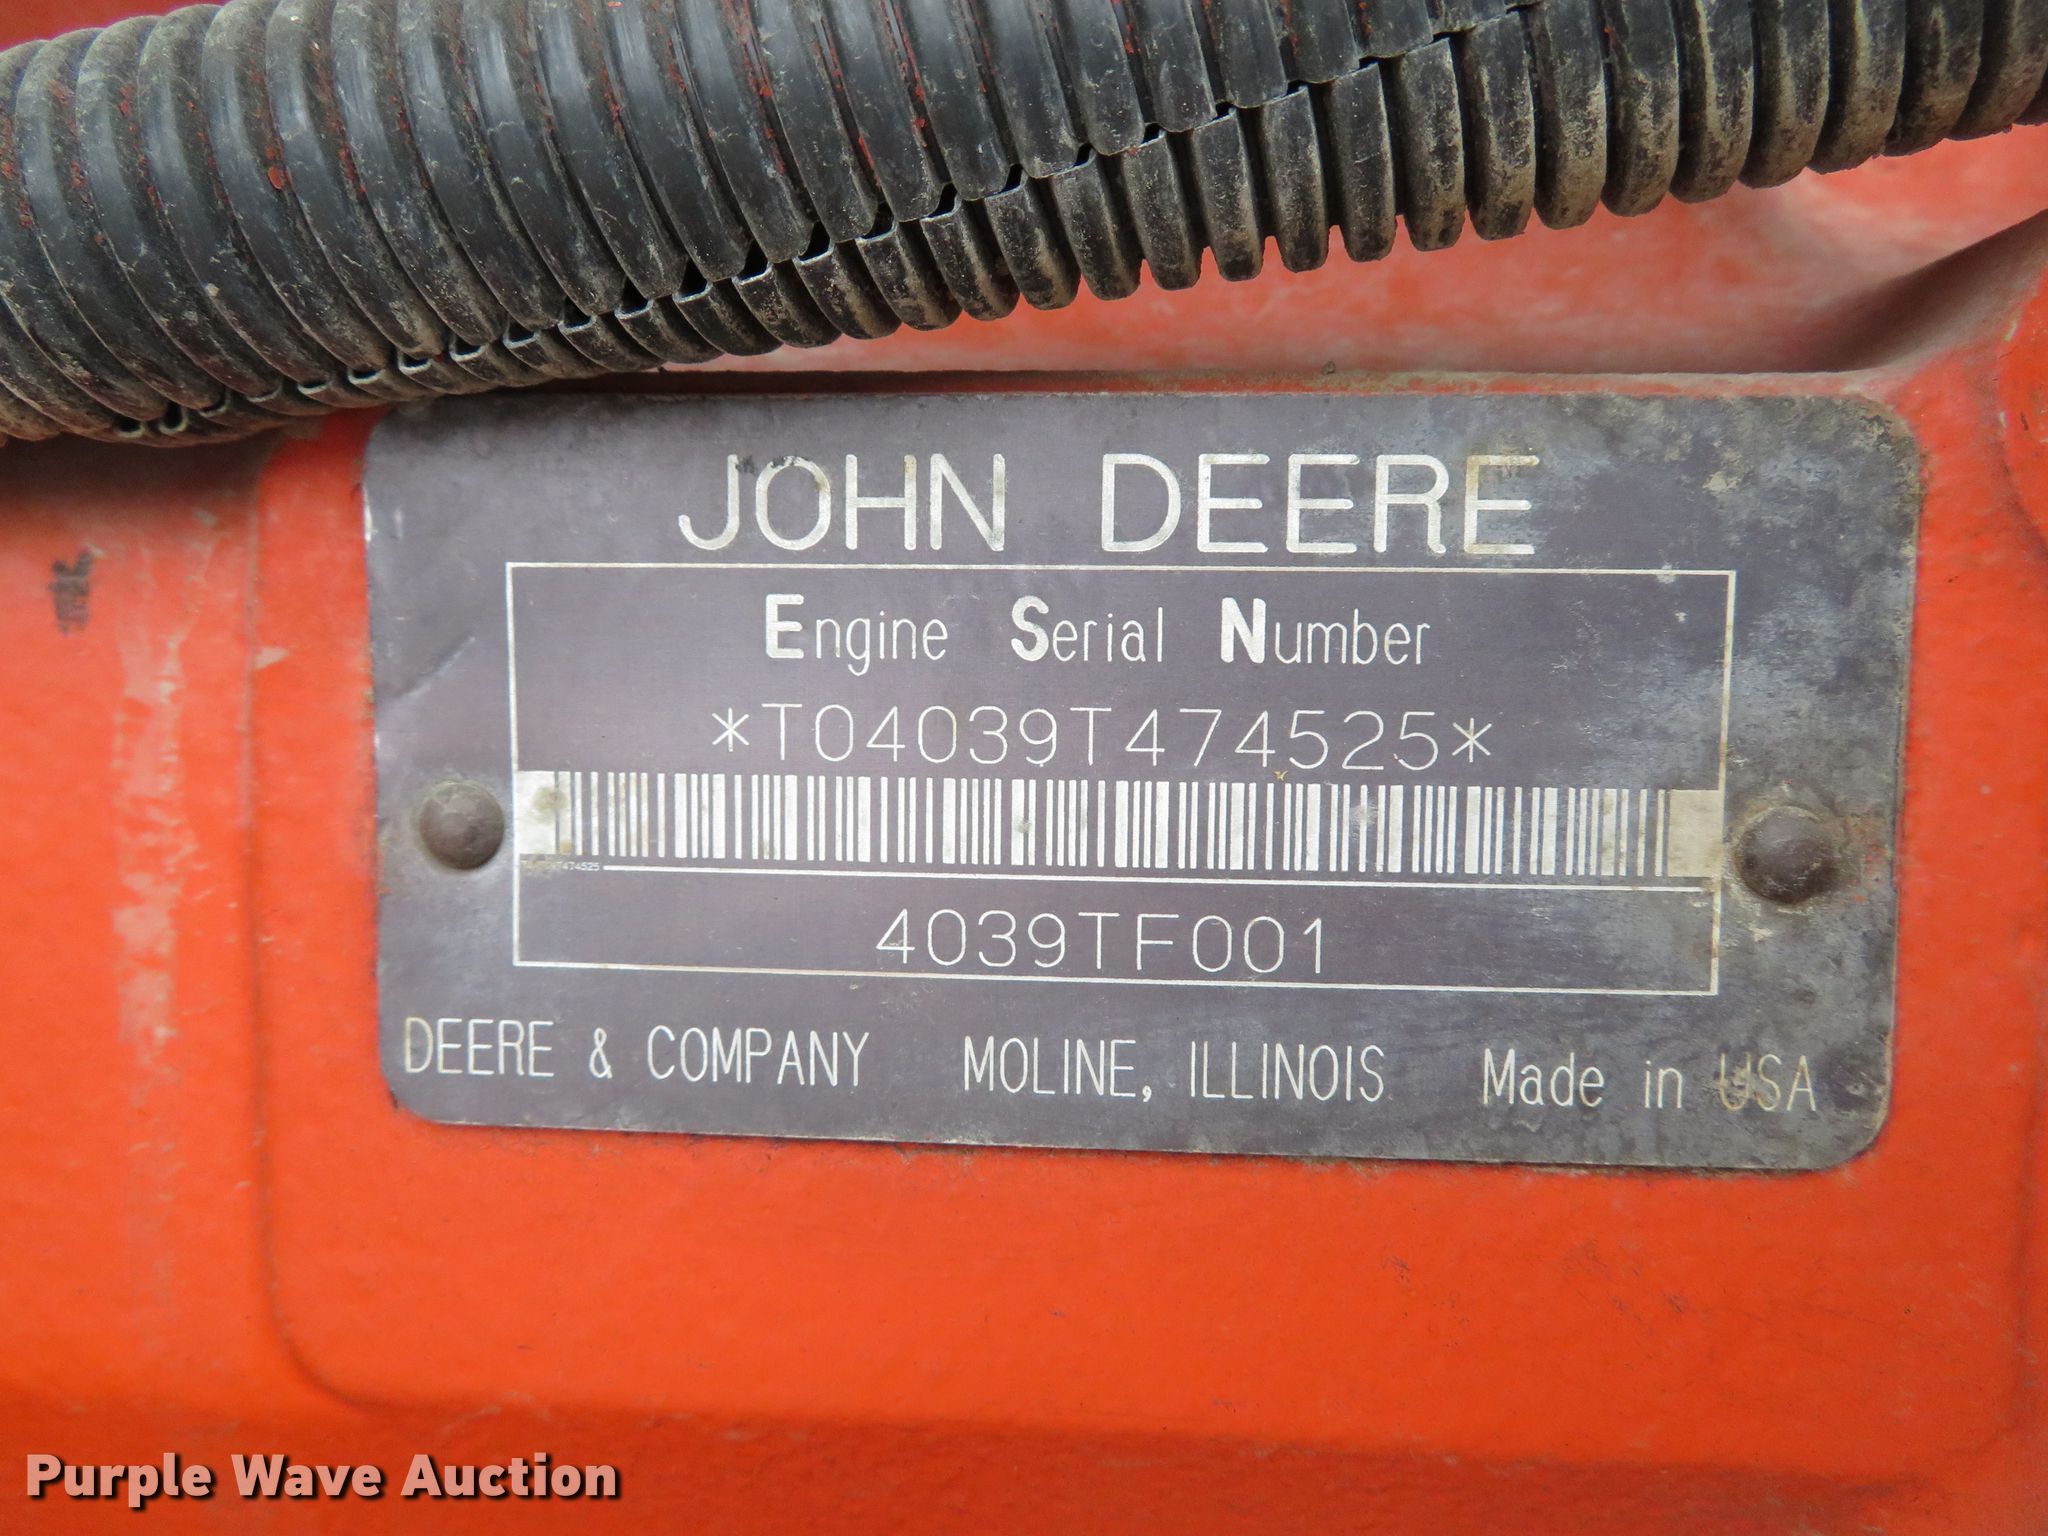 JOHN DEERE
Engine Serial Number
*T04039T474525*
4039TF001
DEERE & COMPANY MOLINE, ILLINOIS Made in USA
Purple Wave Auction